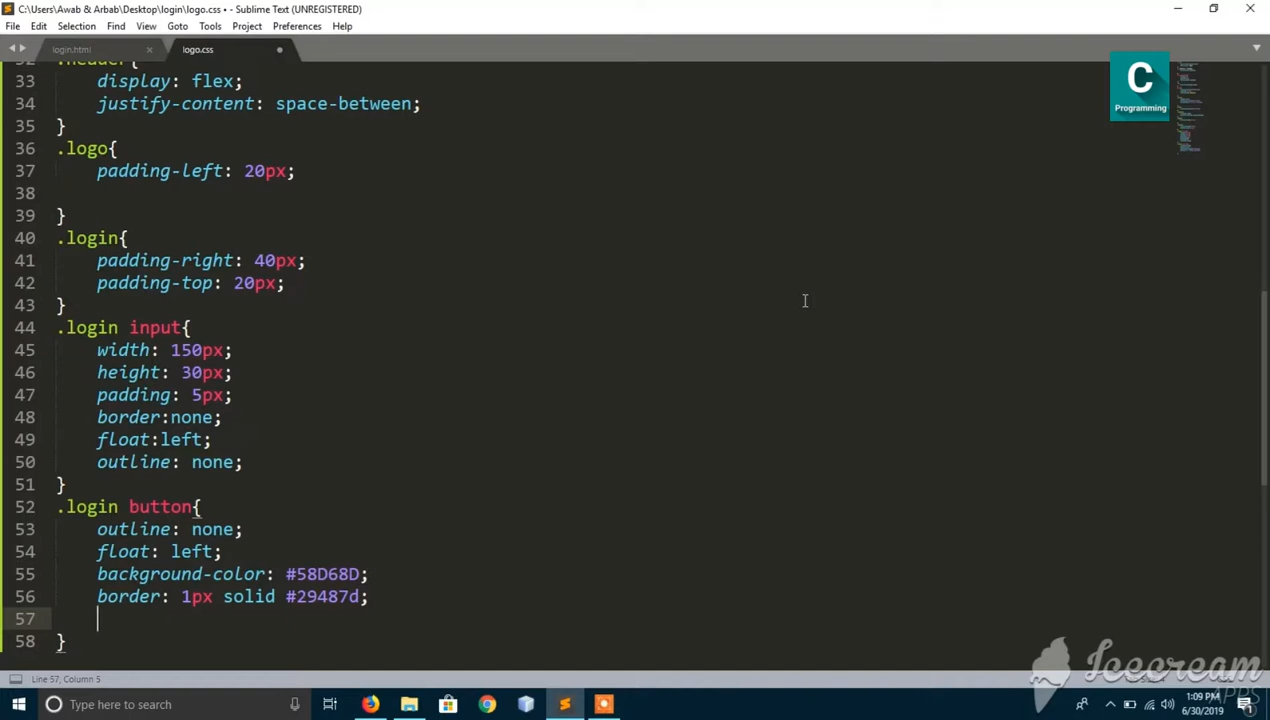 C:\Users\Awab & Arbab\Desktop\login\logo.css • - Sublime Text (UNREGISTERED)
File Edit Selection Find View Goto Tools Project Preferences Help
login.html logo.css
C
Programming
32 .header{
33 display: flex;
34 justify-content: space-between;
35 }
36 .logo{
37 padding-left: 20px;
38
39 }
40 .login{
41 padding-right: 40px;
42 padding-top: 20px;
43 }
44 .login input{
45 width: 150px;
46 height: 30px;
47 padding: 5px;
48 border:none;
49 float:left;
50 outline: none;
51 }
52 .login button{
53 outline: none;
54 float: left;
55 background-color: #58D68D;
56 border: 1px solid #29487d;
57
58 }
Icecream
APPS
Line 57, Column 5
Type here to search
1:09 PM
6/30/2019